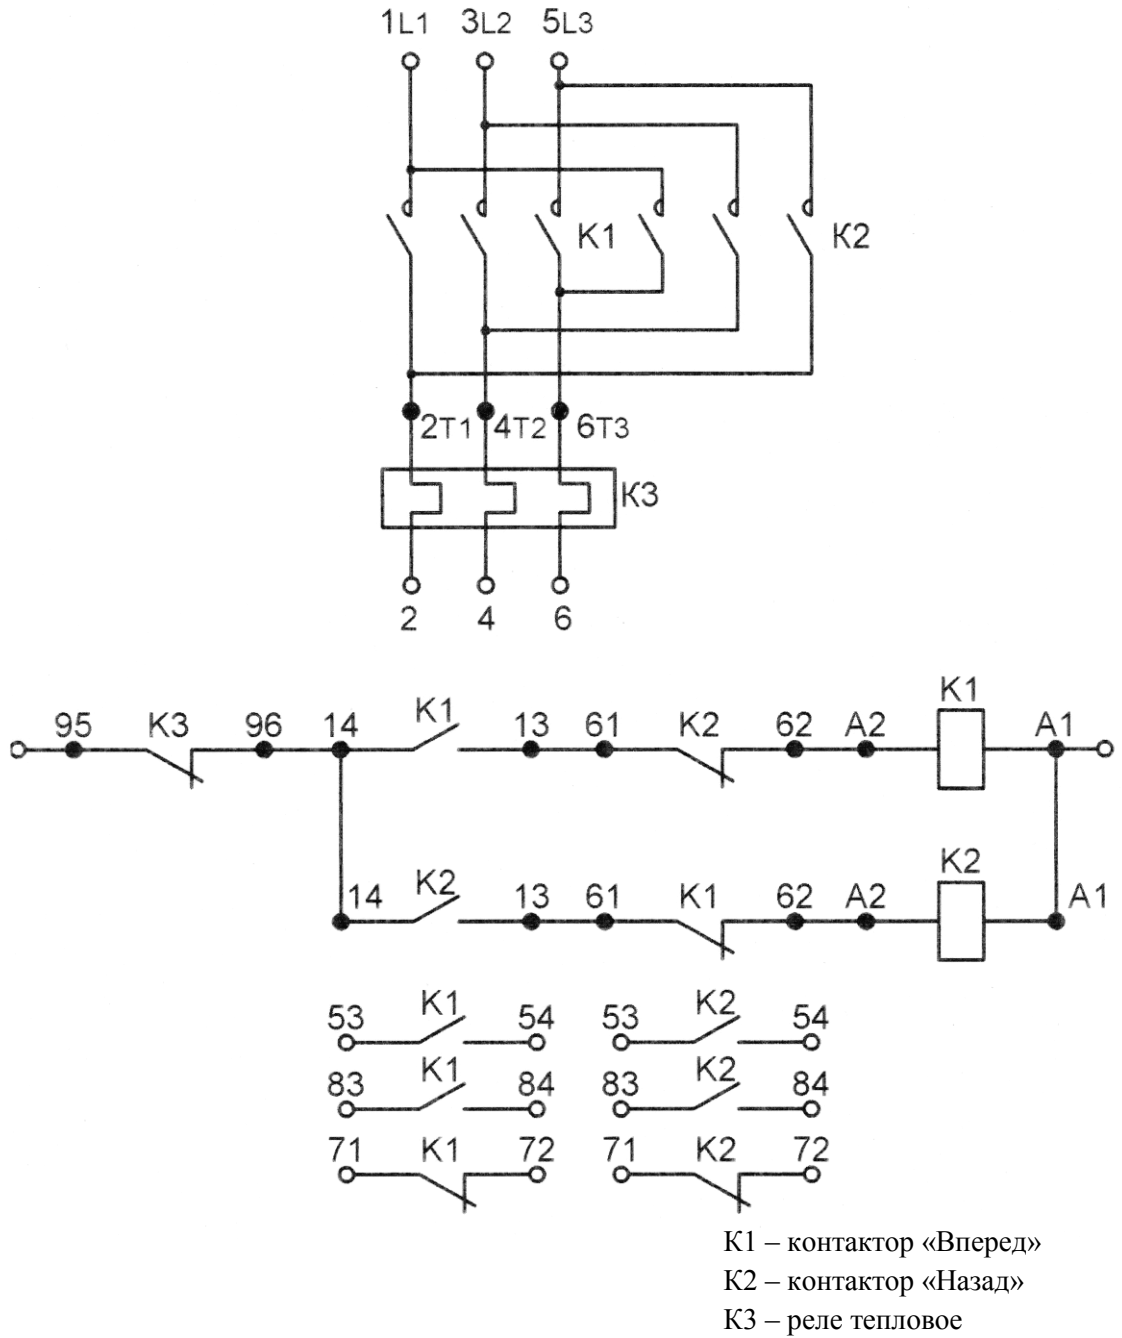 1L1 3L2 5L3
K1 K2
2T1 4T2 6T3
K3
2 4 6
95 K3 96 14 K1 13 61 K2 62 A2 K1 A1
14 K2 13 61 K1 62 A2 K2 A1
53 K1 54 53 K2 54
83 K1 84 83 K2 84
71 K1 72 71 K2 72
К1 – контактор «Вперед»
К2 – контактор «Назад»
К3 – реле тепловое